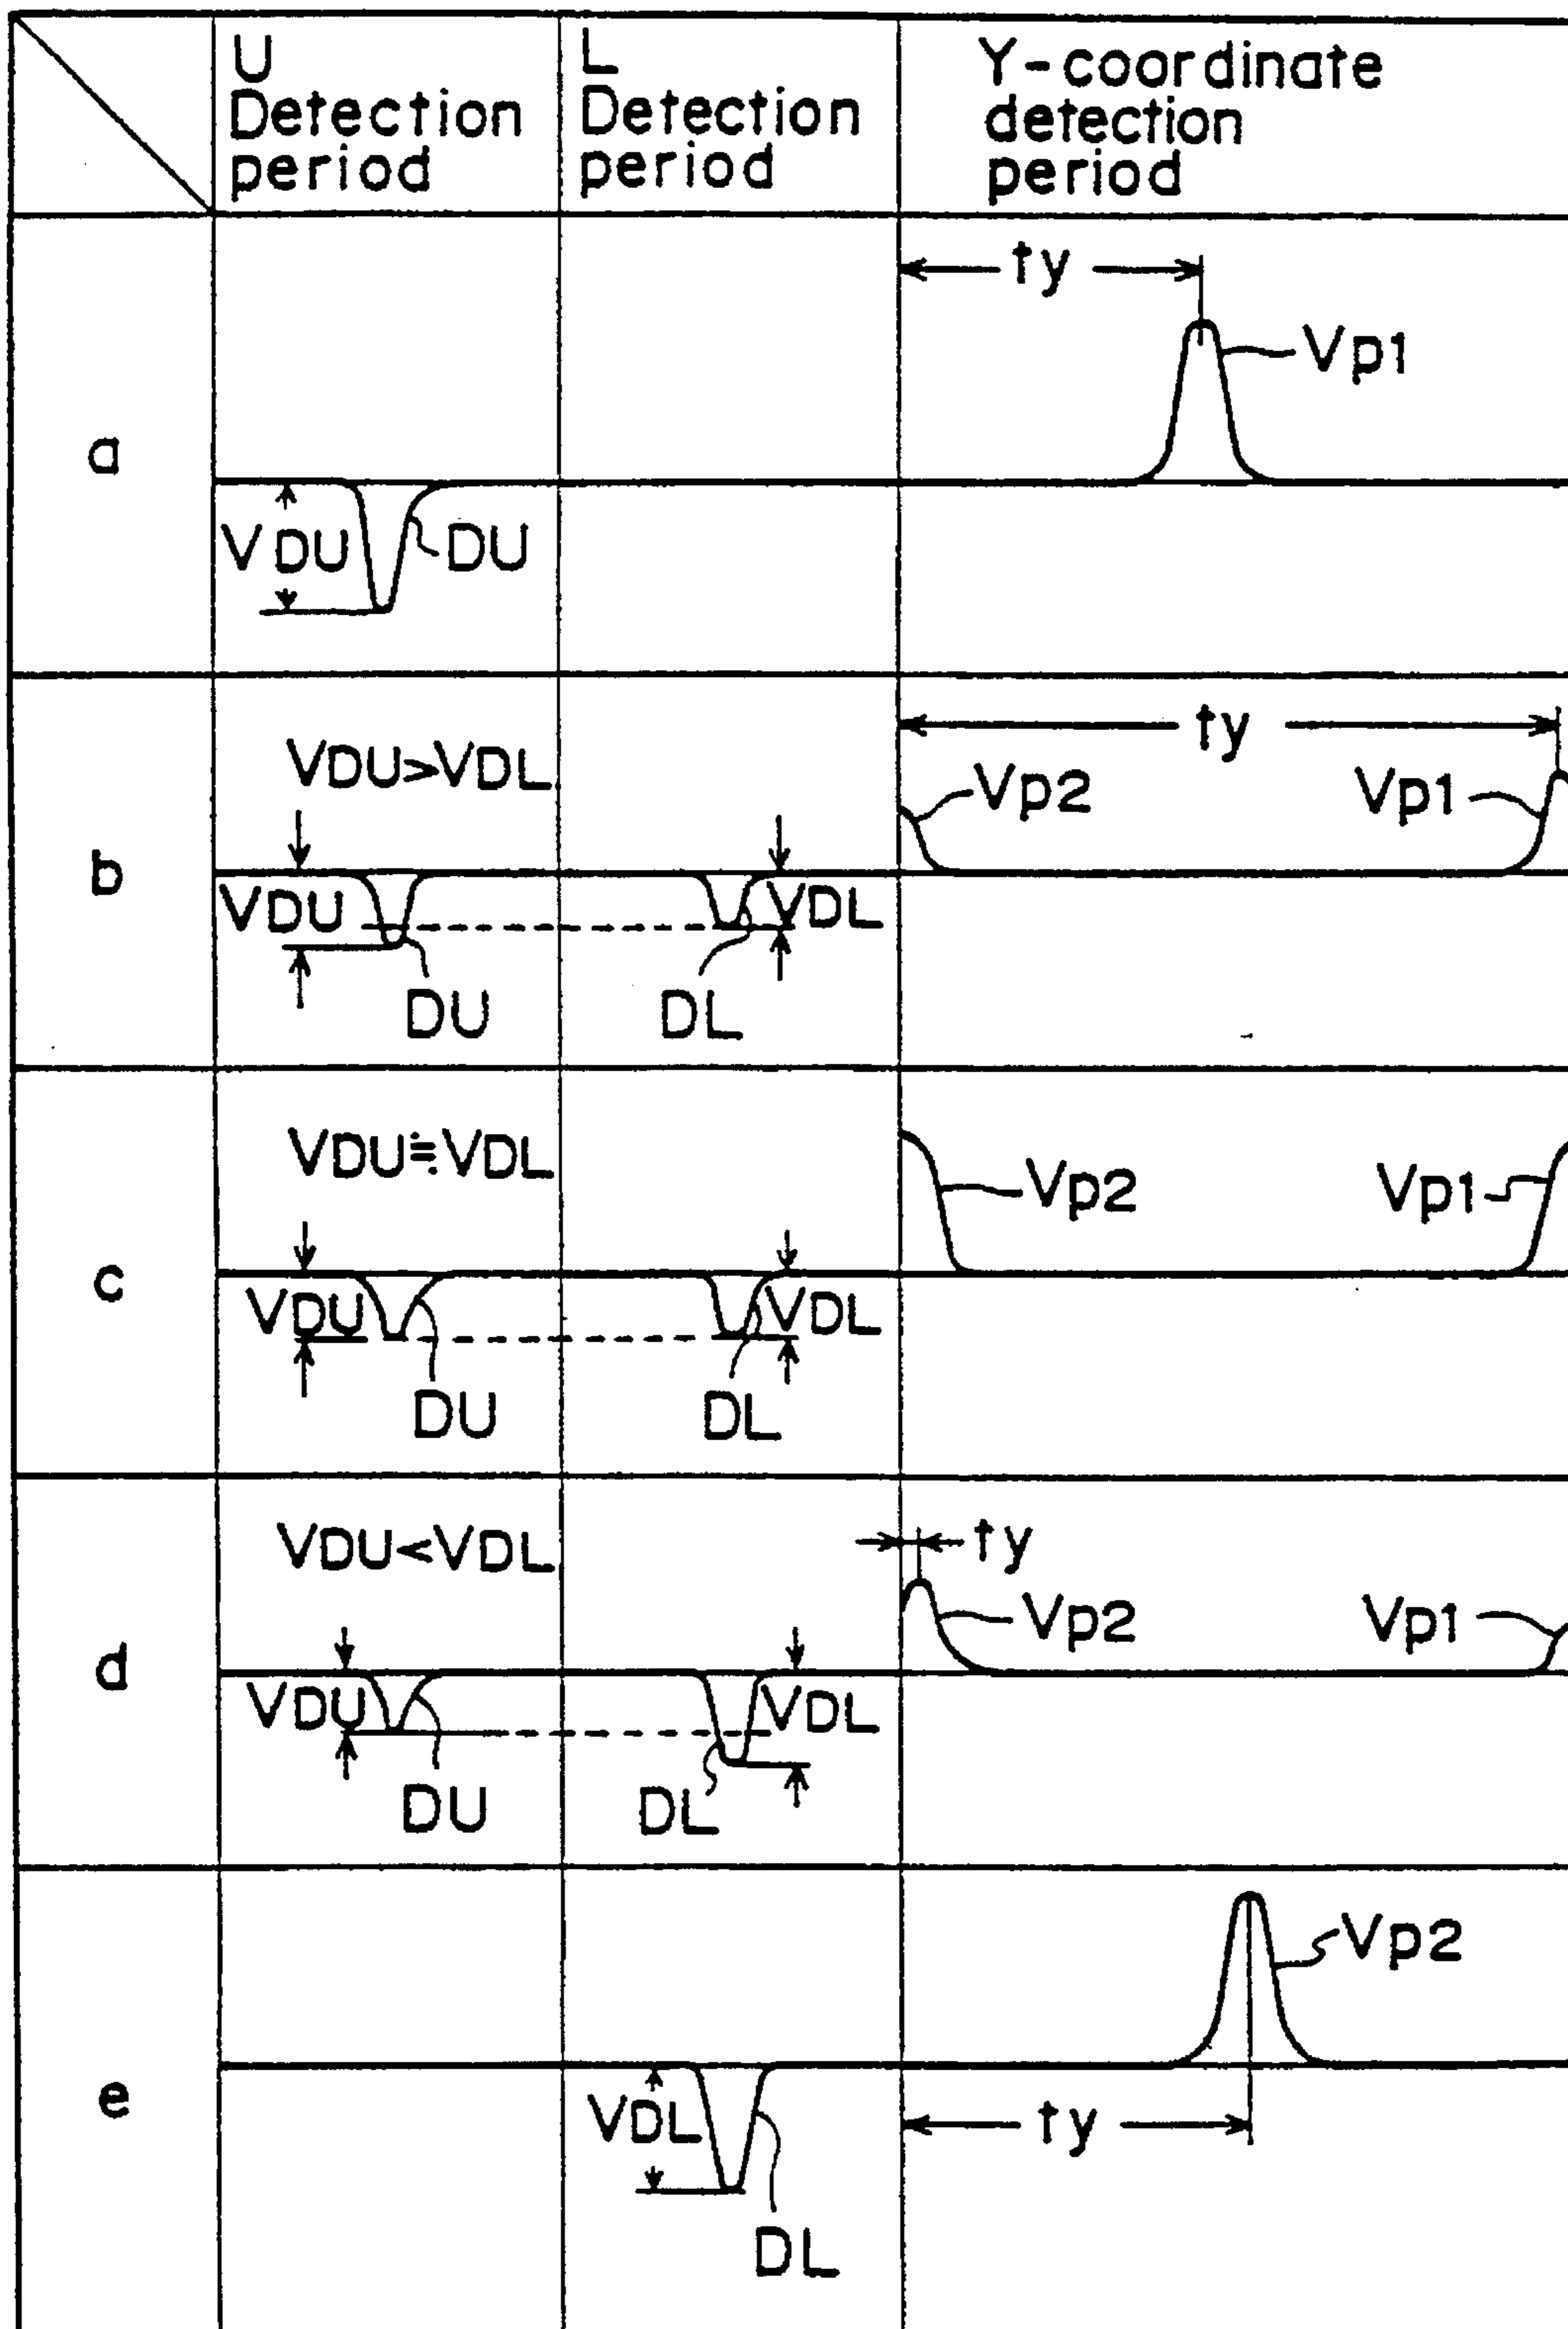 U
Detection
period
L
Detection
period
Y-coordinate
detection
period
a
ty
Vp1
VDU
DU
b
VDU>VDL
ty
Vp2
Vp1
VDU
VDL
DU
DL
c
VDU≒VDL
Vp2
Vp1
VDU
VDL
DU
DL
d
VDU<VDL
ty
Vp2
Vp1
VDU
VDL
DU
DL
e
Vp2
VDL
ty
DL